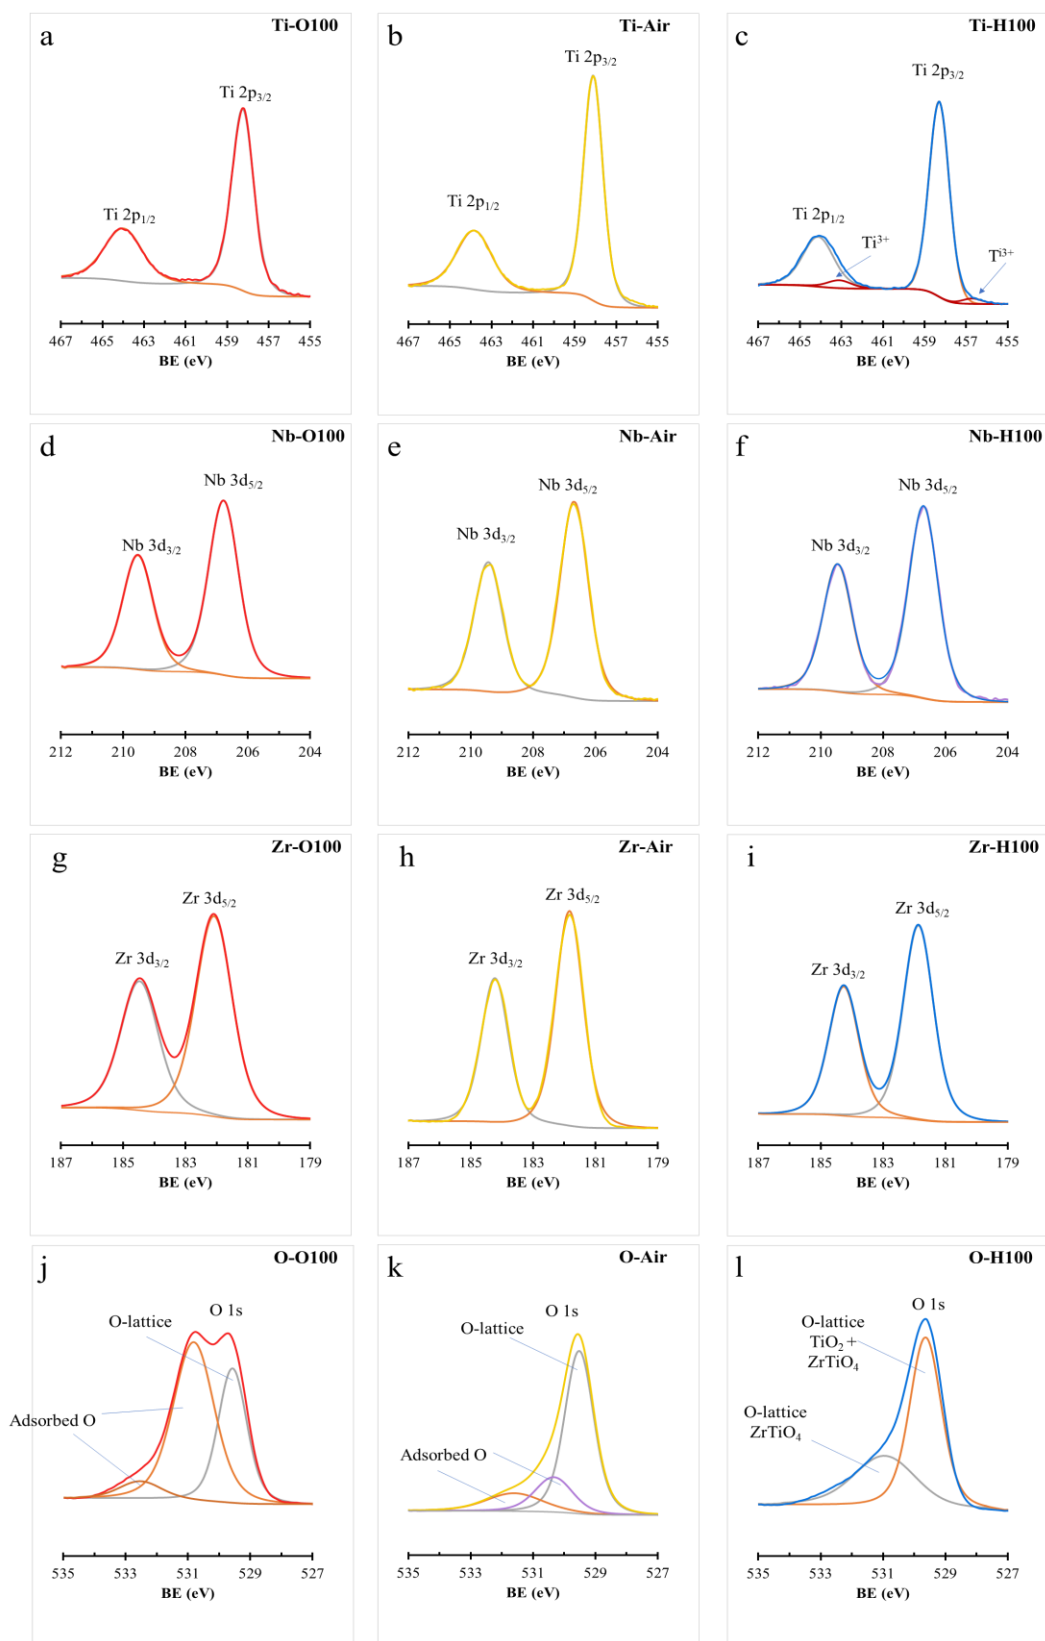 a
Ti-O100
Ti 2p3/2
Ti 2p1/2
467 465 463 461 459 457 455
BE (eV)
b
Ti-Air
Ti 2p3/2
Ti 2p1/2
467 465 463 461 459 457 455
BE (eV)
c
Ti-H100
Ti 2p3/2
Ti 2p1/2
Ti3+
Ti3+
467 465 463 461 459 457 455
BE (eV)
d
Nb-O100
Nb 3d5/2
Nb 3d3/2
212 210 208 206 204
BE (eV)
e
Nb-Air
Nb 3d5/2
Nb 3d3/2
212 210 208 206 204
BE (eV)
f
Nb-H100
Nb 3d5/2
Nb 3d3/2
212 210 208 206 204
BE (eV)
g
Zr-O100
Zr 3d5/2
Zr 3d3/2
187 185 183 181 179
BE (eV)
h
Zr-Air
Zr 3d5/2
Zr 3d3/2
187 185 183 181 179
BE (eV)
i
Zr-H100
Zr 3d5/2
Zr 3d3/2
187 185 183 181 179
BE (eV)
j
O-O100
O 1s
O-lattice
Adsorbed O
535 533 531 529 527
BE (eV)
k
O-Air
O 1s
O-lattice
Adsorbed O
535 533 531 529 527
BE (eV)
l
O-H100
O 1s
O-lattice
TiO2 +
ZrTiO4
O-lattice
ZrTiO4
535 533 531 529 527
BE (eV)